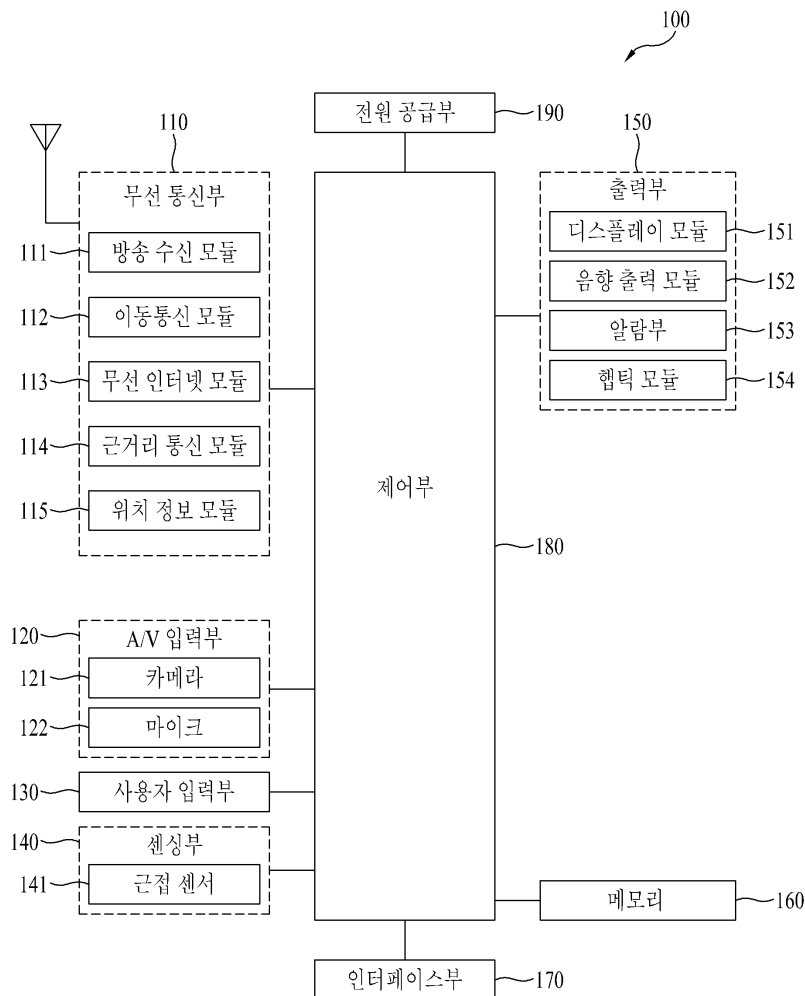 100
전원 공급부
190
110
무선 통신부
111
방송 수신 모듈
112
이동통신 모듈
113
무선 인터넷 모듈
114
근거리 통신 모듈
115
위치 정보 모듈
150
출력부
디스플레이 모듈
151
음향 출력 모듈
152
알람부
153
햅틱 모듈
154
제어부
180
120
A/V 입력부
121
카메라
122
마이크
130
사용자 입력부
140
센싱부
141
근접 센서
메모리
160
인터페이스부
170